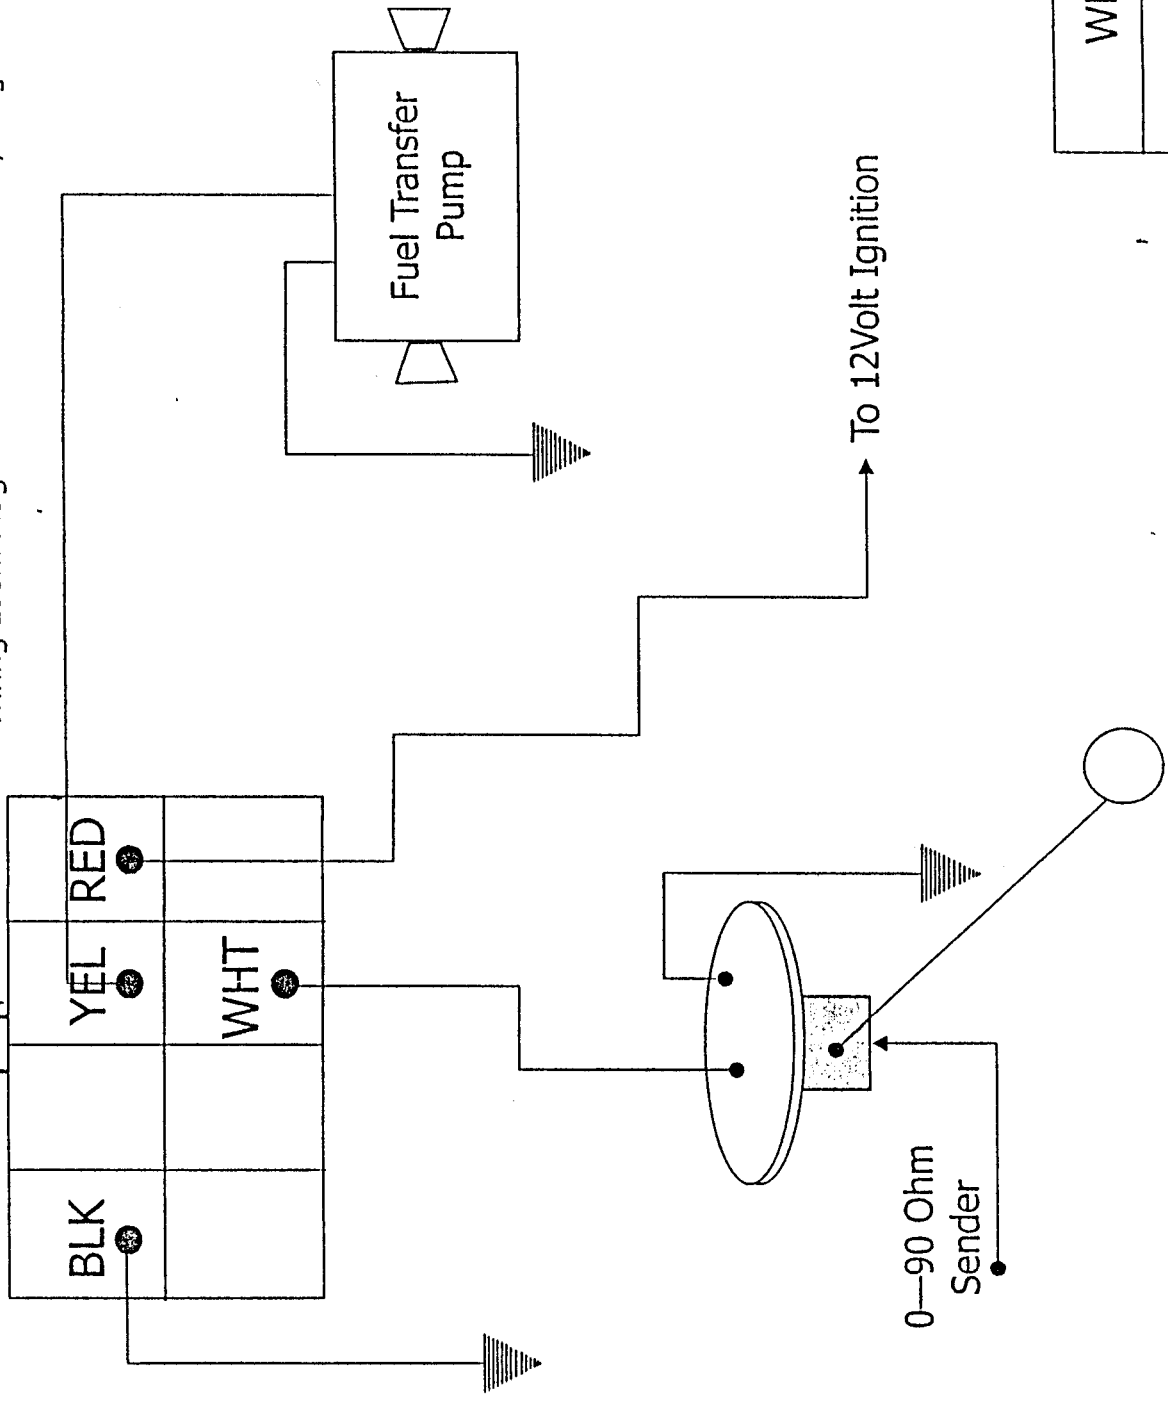 BLK
YEL
RED
WHT
Fuel Transfer
Pump
To 12Volt Ignition
0—90 Ohm
Sender